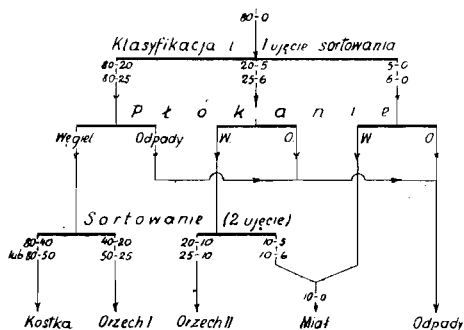 80-0
Klasyfikacja i 1 ujęcie sortowania
80-20 20-5 5-0
80-25 25-6 6-0
Płókanie
Węgiel Odpady W. O. W O
Sortowanie (2 ujęcie)
80-40 40-20 20-10 10-5
lub 80-50 50-25 25-10 10-6
10-0
Kostka Orzech I Orzech II Miał Odpady